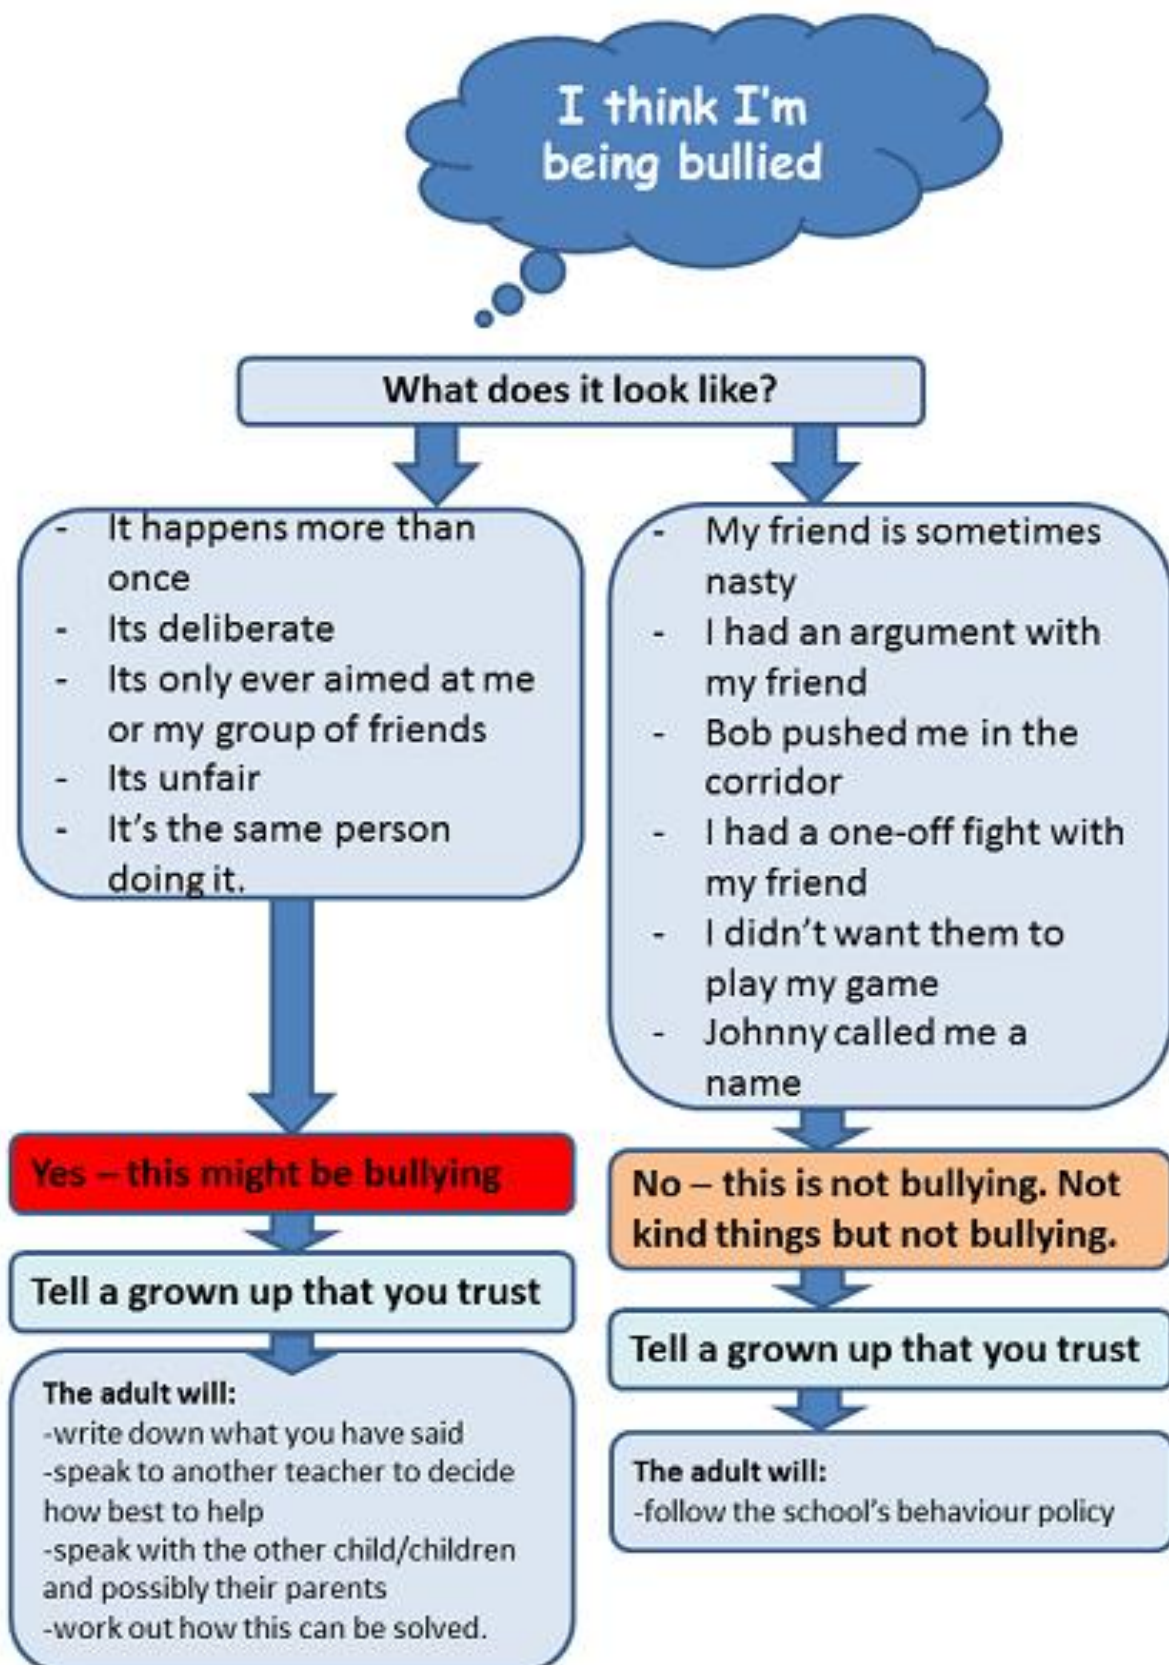 I think I'm
being bullied
What does it look like?
- It happens more than
once
- Its deliberate
- Its only ever aimed at me
or my group of friends
- Its unfair
- It's the same person
doing it.
Yes – this might be bullying
Tell a grown up that you trust
The adult will:
-write down what you have said
-speak to another teacher to decide
how best to help
-speak with the other child/children
and possibly their parents
-work out how this can be solved.
- My friend is sometimes
nasty
- I had an argument with
my friend
- Bob pushed me in the
corridor
- I had a one-off fight with
my friend
- I didn't want them to
play my game
- Johnny called me a
name
No – this is not bullying. Not
kind things but not bullying.
Tell a grown up that you trust
The adult will:
-follow the school's behaviour policy